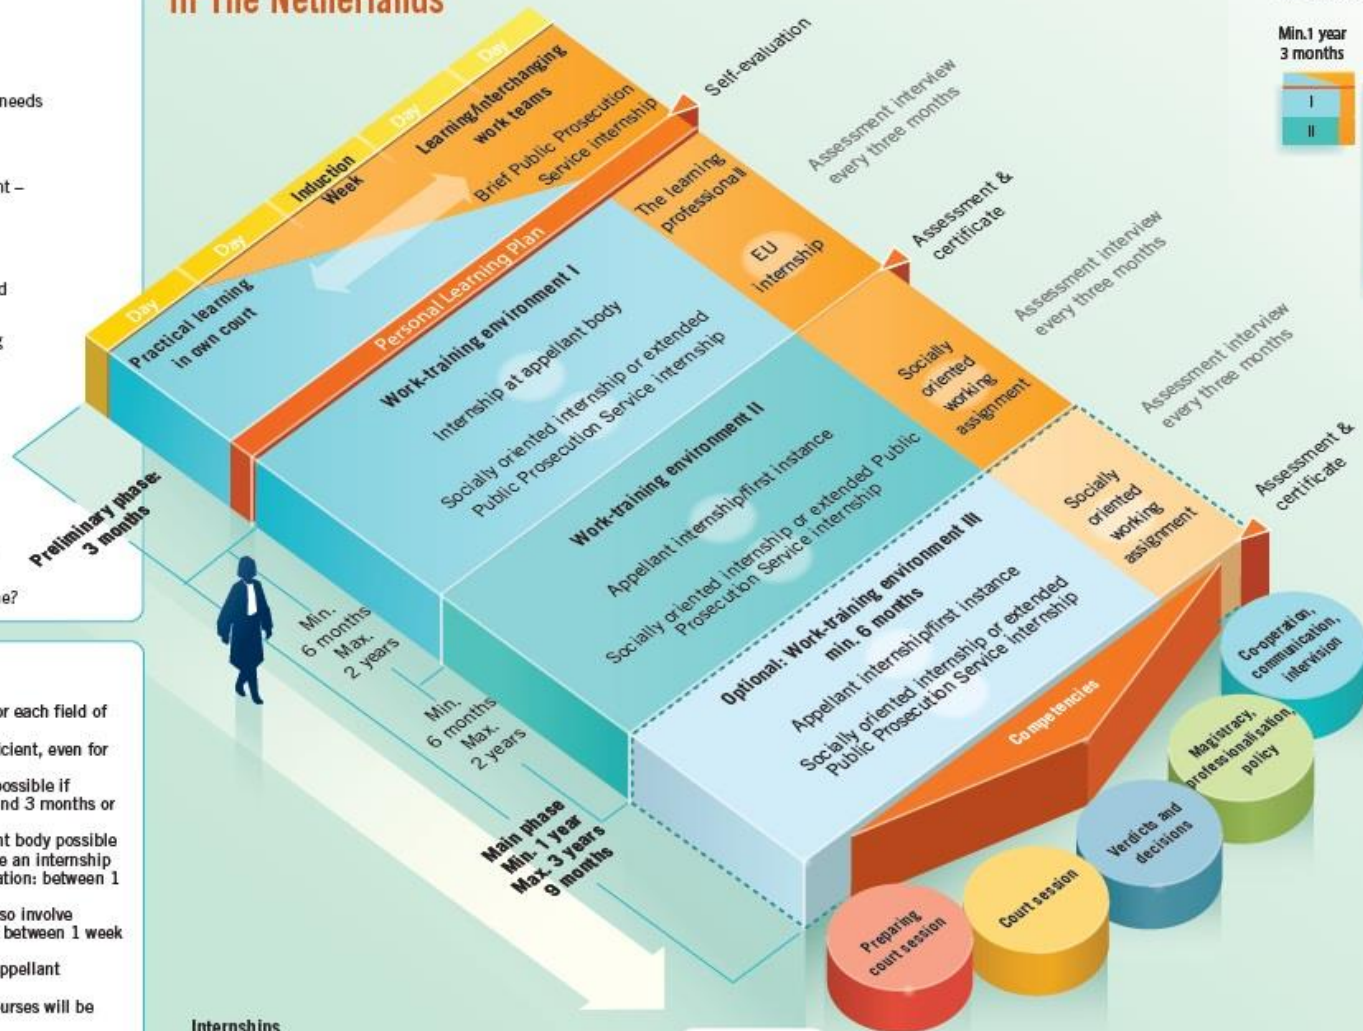 In The Netherlands
needs
nt –
d
g
e?
or each field of
icient, even for
possible if
nd 3 months or
nt body possible
e an internship
ation: between 1
so involve
between 1 week
ppellant
urses will be
Day
Day
Induction
Week
Day
Day
Learning/interchanging
work teams
Brief Public Prosecution
Service internship
Practical learning
in own court
Personal Learning Plan
Self-evaluation
The learning
professional II
EU
internship
Assessment interview
every three months
Assessment &
certificate
Work-training environment I
Internship at appellant body
Socially oriented internship or extended
Public Prosecution Service internship
Socially
oriented
working
assignment
Assessment interview
every three months
Work-training environment II
Appellant internship/first instance
Socially oriented internship or extended Public
Prosecution Service internship
Socially
oriented
working
assignment
Assessment interview
every three months
Assessment &
certificate
Optional: Work-training environment III
min. 6 months
Appellant internship/first instance
Socially oriented internship or extended
Public Prosecution Service internship
Competencies
Preliminary phase:
3 months
Min.
6 months
Max.
2 years
Min.
6 months
Max.
2 years
Main phase
Min. 1 year
Max. 3 years
9 months
Co-operation,
communication,
intervision
Magistracy,
professionalisation,
policy
Verdicts and
decisions
Court session
Preparing
court session
Min.1 year
3 months
I
II
Internships